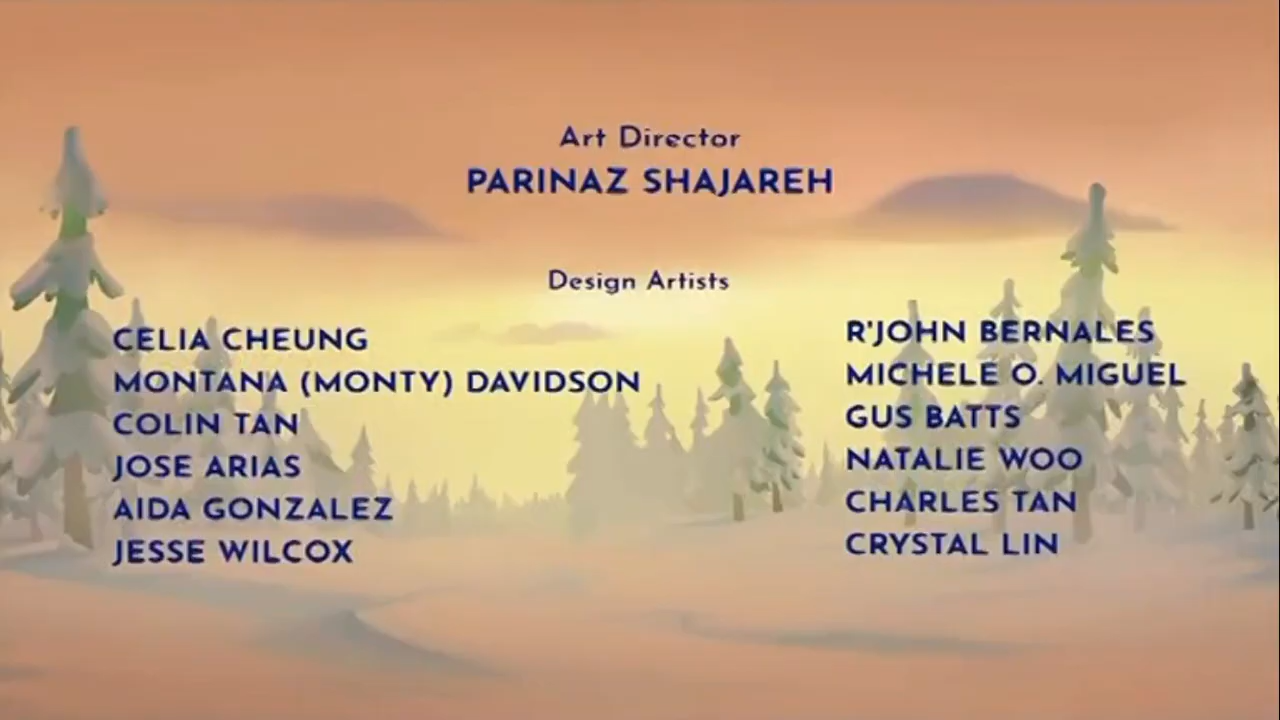 Art Director
PARINAZ SHAJAREH
Design Artists
CELIA CHEUNG
MONTANA (MONTY) DAVIDSON
COLIN TAN
JOSE ARIAS
AIDA GONZALEZ
JESSE WILCOX
R'JOHN BERNALES
MICHELE O. MIGUEL
GUS BATTS
NATALIE WOO
CHARLES TAN
CRYSTAL LIN